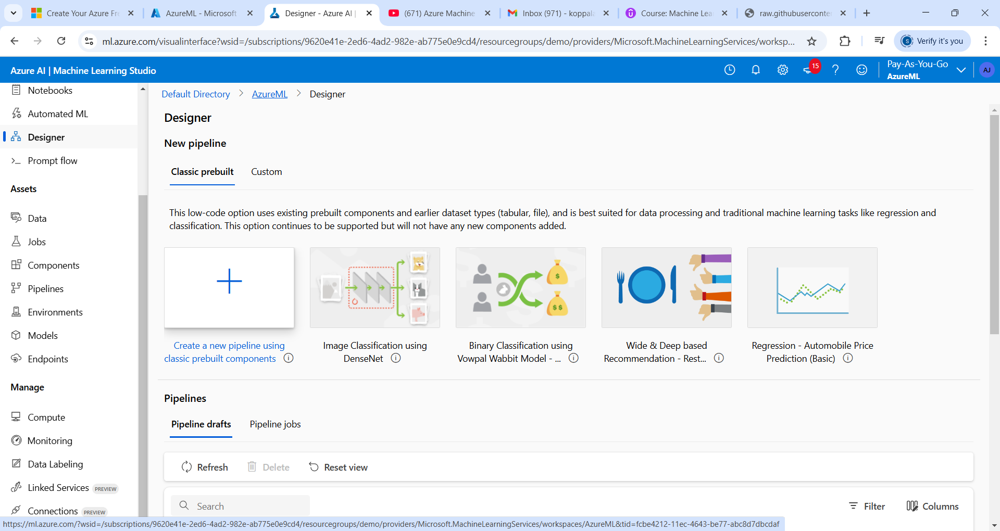 Create Your Azure Fr
AzureML - Microsoft
Designer - Azure AI |
(671) Azure Machine
Inbox (971) - koppala
Course: Machine Lea
raw.githubuserconte
ml.azure.com/visualinterface?wsid=/subscriptions/9620e41e-2ed6-4ad2-982e-ab775e0e9cd4/resourcegroups/demo/providers/Microsoft.MachineLearningServices/worksp...
S
Verify it's you
Azure AI | Machine Learning Studio
15
Pay-As-You-Go
AzureML
AJ
Notebooks
Automated ML
Designer
Prompt flow
Assets
Data
Jobs
Components
Pipelines
Environments
Models
Endpoints
Manage
Compute
Monitoring
Data Labeling
Linked Services PREVIEW
Connections PREVIEW
Default Directory > AzureML > Designer
Designer
New pipeline
Classic prebuilt
Custom
This low-code option uses existing prebuilt components and earlier dataset types (tabular, file), and is best suited for data processing and traditional machine learning tasks like regression and
classification. This option continues to be supported but will not have any new components added.
$
$$
Create a new pipeline using
classic prebuilt components
Image Classification using
DenseNet
Binary Classification using
Vowpal Wabbit Model - ...
Wide & Deep based
Recommendation - Rest...
Regression - Automobile Price
Prediction (Basic)
Pipelines
Pipeline drafts
Pipeline jobs
Refresh
Delete
Reset view
Search
Filter
Columns
https://ml.azure.com/?wsid=/subscriptions/9620e41e-2ed6-4ad2-982e-ab775e0e9cd4/resourcegroups/demo/providers/Microsoft.MachineLearningServices/workspaces/AzureML&tid=fcbe4212-11ec-4643-be77-abc8d7dbcdaf